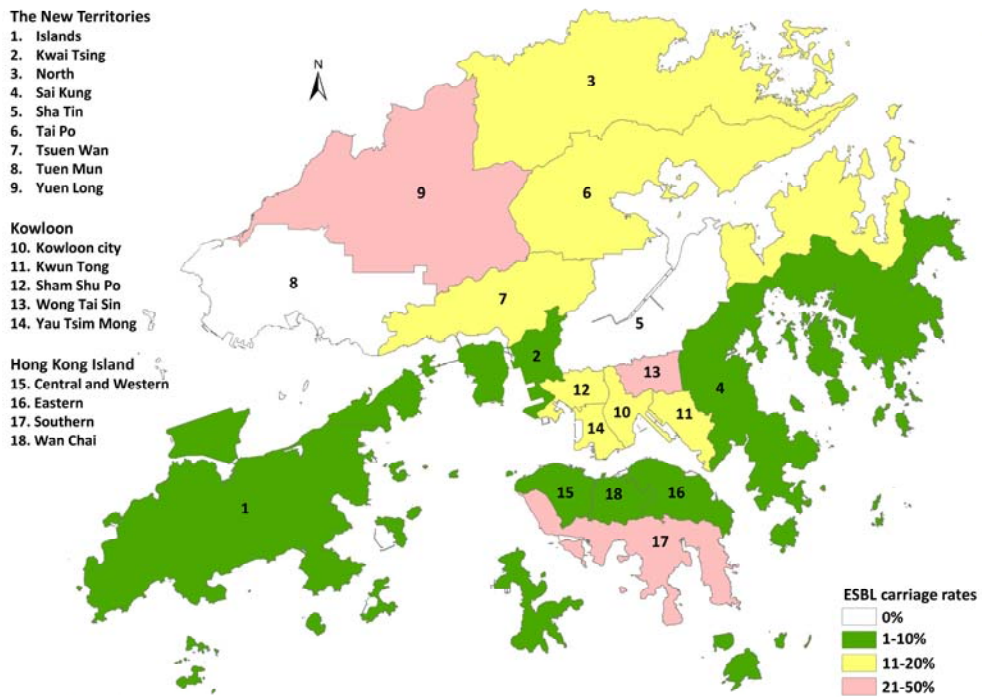 The New Territories
1. Islands
2. Kwai Tsing
3. North
4. Sai Kung
5. Sha Tin
6. Tai Po
7. Tsuen Wan
8. Tuen Mun
9. Yuen Long
Kowloon
10. Kowloon city
11. Kwun Tong
12. Sham Shu Po
13. Wong Tai Sin
14. Yau Tsim Mong
Hong Kong Island
15. Central and Western
16. Eastern
17. Southern
18. Wan Chai
N
3
9
6
8
7
5
2
13
4
12
10
11
14
15
18
16
1
17
ESBL carriage rates
0%
1-10%
11-20%
21-50%